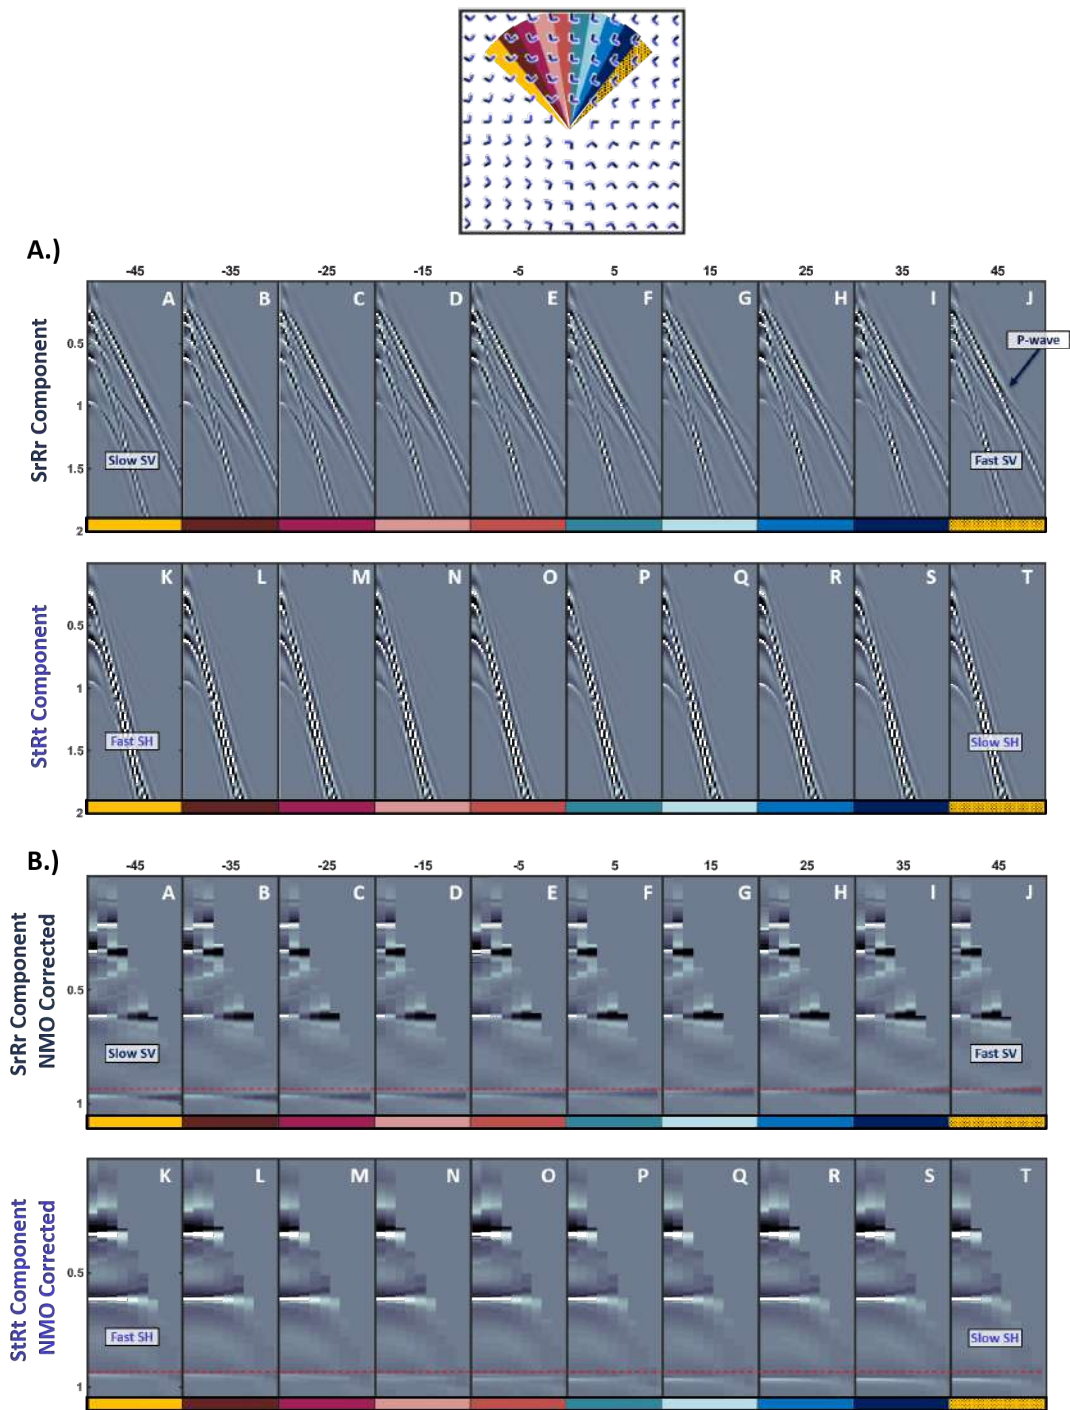 A.)
-45 -35 -25 -15 -5 5 15 25 35 45
SrRr Component
A B C D E F G H I J
P-wave
0.5
1
Slow SV Fast SV
1.5
2
StRt Component
K L M N O P Q R S T
0.5
1
Fast SH Slow SH
1.5
2
B.)
-45 -35 -25 -15 -5 5 15 25 35 45
SrRr Component
NMO Corrected
A B C D E F G H I J
0.5
Slow SV Fast SV
1
StRt Component
NMO Corrected
K L M N O P Q R S T
0.5
Fast SH Slow SH
1